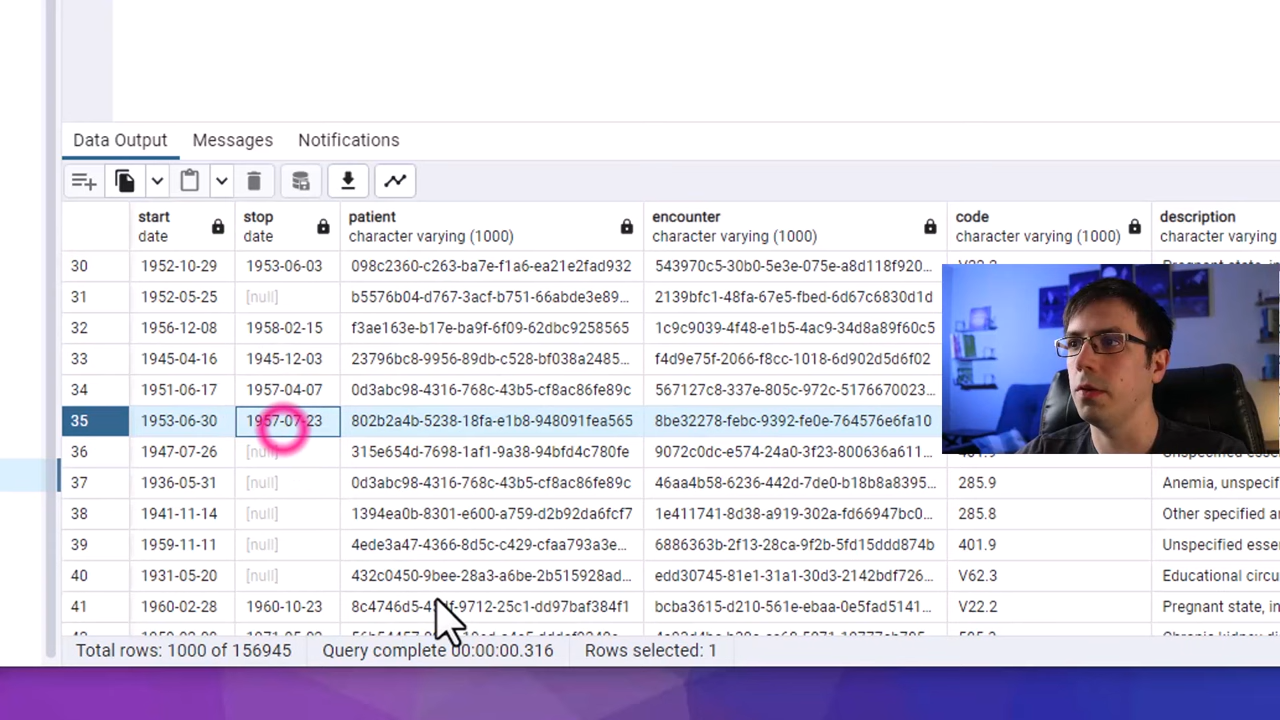 Data Output Messages Notifications
start stop patient encounter code description
date date character varying (1000) character varying (1000) character varying (1000) character varying
30 1952-10-29 1953-06-03 098c2360-c263-ba7e-f1a6-ea21e2fad932 543970c5-30b0-5e3e-075e-a8d118f920…
31 1952-05-25 [null] b5576b04-d767-3acf-b751-66abde3e89… 2139bfc1-48fa-67e5-fbed-6d67c6830d1d
32 1956-12-08 1958-02-15 f3ae163e-b17e-ba9f-6f09-62dbc9258565 1c9c9039-4f48-e1b5-4ac9-34d8a89f60c5
33 1945-04-16 1945-12-03 23796bc3-9956-89db-c528-bf038a2485… f4d9e75f-2066-f8cc-1018-6d902d5d6f02
34 1951-06-17 1957-04-07 0d3abc98-4316-768c-43b5-cf8ac86fe89c 567127c8-337e-805c-972c-5176670023…
35 1953-06-30 1957-07-23 802b2a4b-5238-18fa-e1b8-948091fea565 8be32278-febc-9392-fe0e-764576e6fa10
36 1947-07-26 [null] 315e654d-7698-1af1-9a38-94bfd4c780fe 9072c0dc-e574-24a0-3f23-800636a611…
37 1936-05-31 [null] 0d3abc98-4316-768c-43b5-cf8ac86fe89c 46aa4b58-6236-442d-7de0-b18b8a8395… 285.9 Anemia, unspecif
38 1941-11-14 [null] 1394ea0b-8301-e600-a759-d2b92da6fcf7 1e411741-8d38-a919-302a-fd66947bc0… 285.8 Other specified a
39 1959-11-11 [null] 4ede3a47-4366-8d5c-c429-cfaa793a3e… 6886363b-2f13-28ca-9f2b-5fd15ddd874b 401.9 Unspecified esse
40 1931-05-20 [null] 432c0450-9bee-28a3-a6be-2b515928ad… edd30745-81e1-31a1-30d3-2142bdf726… V62.3 Educational circu
41 1960-02-28 1960-10-23 bcba3615-d210-561e-ebaa-0e5fad5141… V22.2 Pregnant state, in
Total rows: 1000 of 156945 Query complete 00:00:00.316 Rows selected: 1